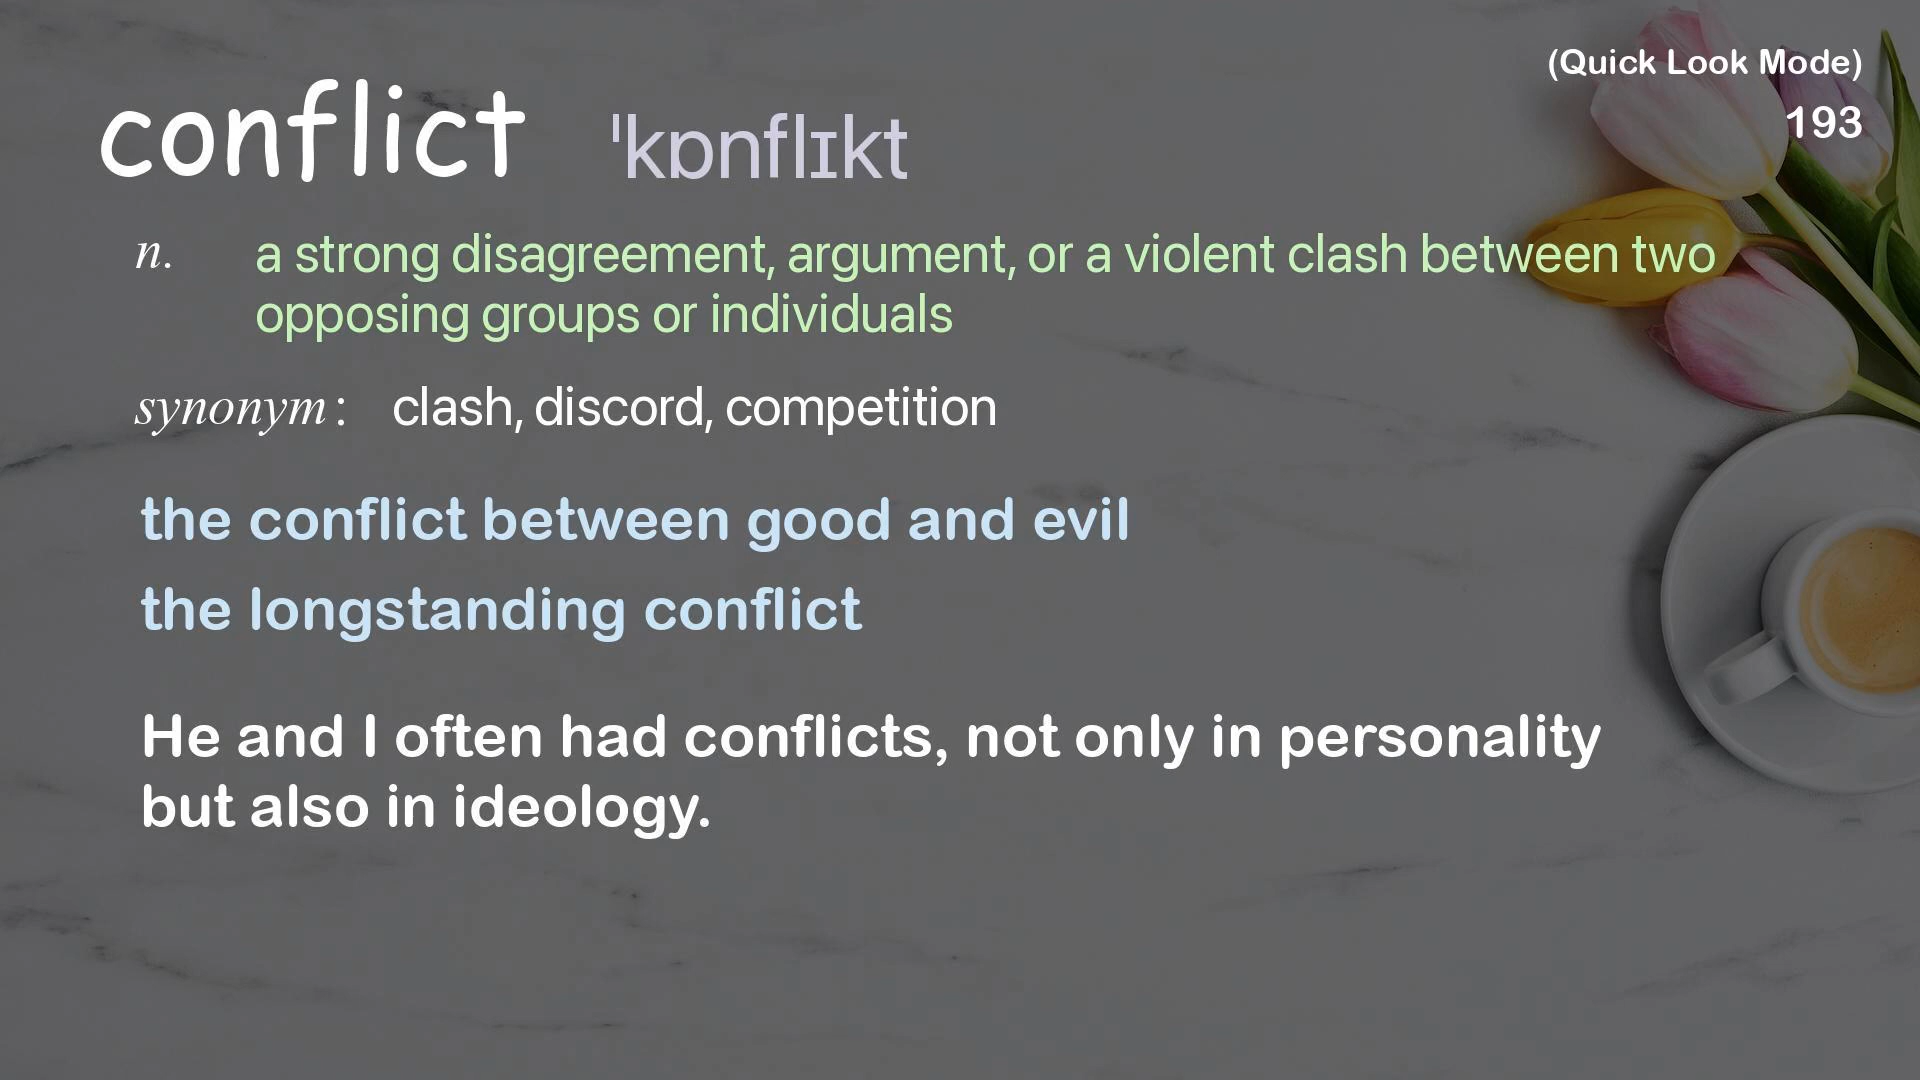 (Quick Look Mode)
193
conflict ˈkɒnflɪkt
n. a strong disagreement, argument, or a violent clash between two
opposing groups or individuals
synonym: clash, discord, competition
the conflict between good and evil
the longstanding conflict
He and I often had conflicts, not only in personality
but also in ideology.